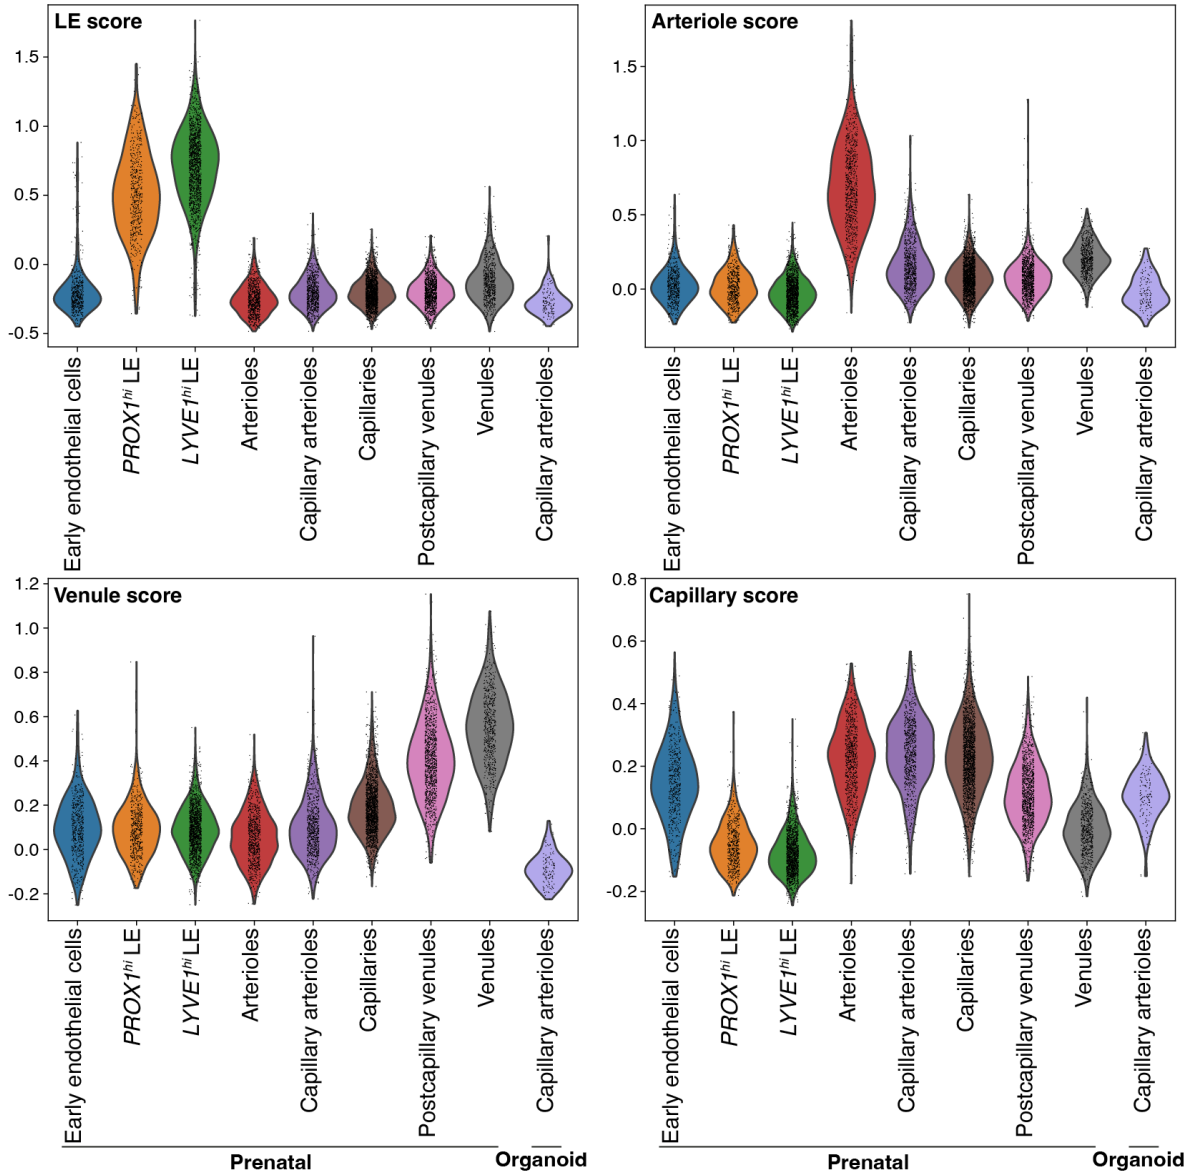 LE score
1.5
1.0
0.5
0.0
-0.5
Early endothelial cells
PROX1hi LE
LYVE1hi LE
Arterioles
Capillary arterioles
Capillaries
Postcapillary venules
Venules
Capillary arterioles
Arteriole score
1.5
1.0
0.5
0.0
Early endothelial cells
PROX1hi LE
LYVE1hi LE
Arterioles
Capillary arterioles
Capillaries
Postcapillary venules
Venules
Capillary arterioles
Venule score
1.2
1.0
0.8
0.6
0.4
0.2
0.0
-0.2
Early endothelial cells
PROX1hi LE
LYVE1hi LE
Arterioles
Capillary arterioles
Capillaries
Postcapillary venules
Venules
Capillary arterioles
Prenatal
Organoid
Capillary score
0.8
0.6
0.4
0.2
0.0
-0.2
Early endothelial cells
PROX1hi LE
LYVE1hi LE
Arterioles
Capillary arterioles
Capillaries
Postcapillary venules
Venules
Capillary arterioles
Prenatal
Organoid